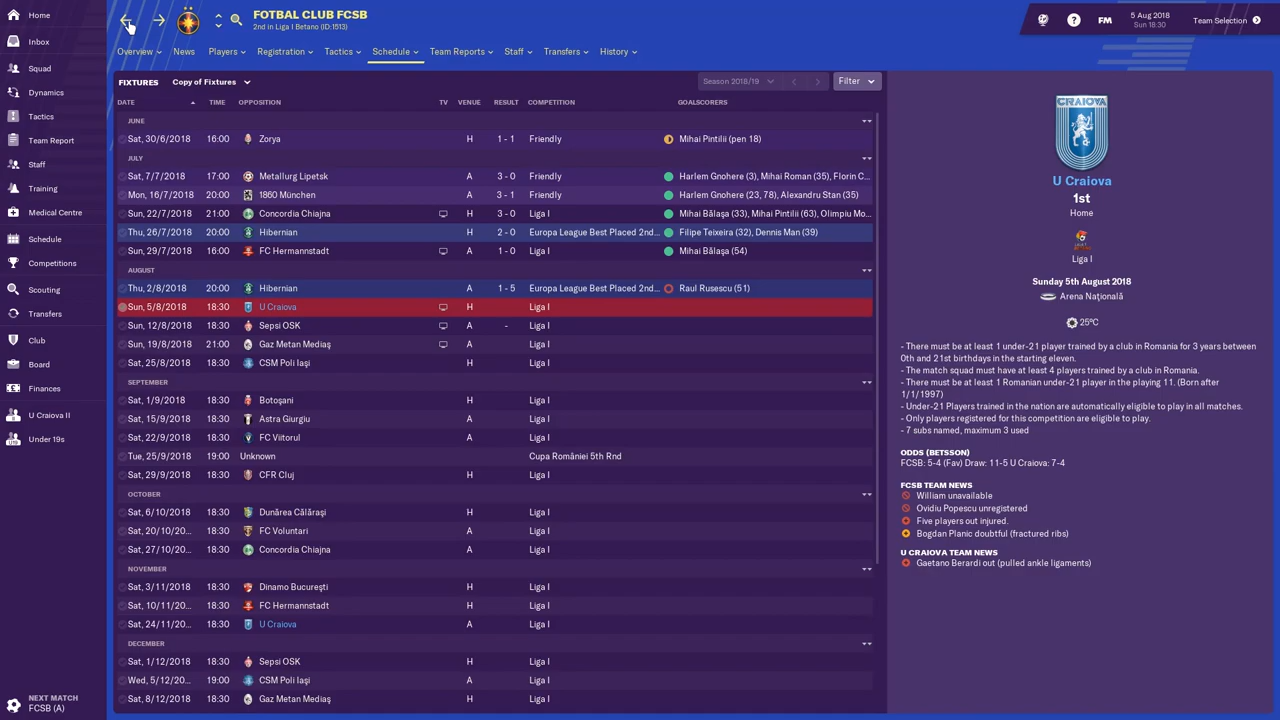 Home
Inbox
Squad
Dynamics
Tactics
Team Report
Staff
Training
Medical Centre
Schedule
Competitions
Scouting
Transfers
Club
Board
Finances
U Craiova II
Under 19s
NEXT MATCH
FCSB (A)
FOTBAL CLUB FCSB
2nd in Liga I Betano (ID:1513)
FM
5 Aug 2018
Sun 18:30
Team Selection
Overview News Players Registration Tactics Schedule Team Reports Staff Transfers History
FIXTURES Copy of Fixtures Season 2018/19 Filter
DATE TIME OPPOSITION TV VENUE RESULT COMPETITION GOALSCORERS
JUNE
Sat, 30/6/2018 16:00 Zorya H 1 - 1 Friendly Mihai Pintilii (pen 18)
JULY
Sat, 7/7/2018 17:00 Metallurg Lipetsk A 3 - 0 Friendly Harlem Gnohere (3), Mihai Roman (35), Florin C...
Mon, 16/7/2018 20:00 1860 München A 3 - 1 Friendly Harlem Gnohere (23, 78), Alexandru Stan (35)
Sun, 22/7/2018 21:00 Concordia Chiajna H 3 - 0 Liga I Mihai Bălașa (33), Mihai Pintilii (63), Olimpiu Mo...
Thu, 26/7/2018 20:00 Hibernian H 2 - 0 Europa League Best Placed 2nd... Filipe Teixeira (32), Dennis Man (39)
Sun, 29/7/2018 16:00 FC Hermannstadt A 1 - 0 Liga I Mihai Bălașa (54)
AUGUST
Thu, 2/8/2018 20:00 Hibernian A 1 - 5 Europa League Best Placed 2nd... Raul Rusescu (51)
Sun, 5/8/2018 18:30 U Craiova H Liga I
Sun, 12/8/2018 18:30 Sepsi OSK A - Liga I
Sun, 19/8/2018 21:00 Gaz Metan Mediaş A Liga I
Sat, 25/8/2018 18:30 CSM Poli Iaşi H Liga I
SEPTEMBER
Sat, 1/9/2018 18:30 Botoşani H Liga I
Sat, 15/9/2018 18:30 Astra Giurgiu A Liga I
Sat, 22/9/2018 18:30 FC Viitorul A Liga I
Tue, 25/9/2018 19:00 Unknown Cupa României 5th Rnd
Sat, 29/9/2018 18:30 CFR Cluj H Liga I
OCTOBER
Sat, 6/10/2018 18:30 Dunărea Călăraşi H Liga I
Sat, 20/10/20... 18:30 FC Voluntari A Liga I
Sat, 27/10/20... 18:30 Concordia Chiajna A Liga I
NOVEMBER
Sat, 3/11/2018 18:30 Dinamo Bucureşti H Liga I
Sat, 10/11/20... 18:30 FC Hermannstadt H Liga I
Sat, 24/11/20... 18:30 U Craiova A Liga I
DECEMBER
Sat, 1/12/2018 18:30 Sepsi OSK H Liga I
Wed, 5/12/20... 19:00 CSM Poli Iaşi A Liga I
Sat, 8/12/2018 18:30 Gaz Metan Mediaş H Liga I
CRAIOVA
U Craiova
1st
Home
Liga I
Sunday 5th August 2018
Arena Naţională
25°C
- There must be at least 1 under-21 player trained by a club in Romania for 3 years between
0th and 21st birthdays in the starting eleven.
- The match squad must have at least 4 players trained by a club in Romania.
- There must be at least 1 Romanian under-21 player in the playing 11. (Born after
1/1/1997)
- Under-21 Players trained in the nation are automatically eligible to play in all matches.
- Only players registered for this competition are eligible to play.
- 7 subs named, maximum 3 used
ODDS (BETSSON)
FCSB: 5-4 (Fav) Draw: 11-5 U Craiova: 7-4
FCSB TEAM NEWS
William unavailable
Ovidiu Popescu unregistered
Five players out injured.
Bogdan Planic doubtful (fractured ribs)
U CRAIOVA TEAM NEWS
Gaetano Berardi out (pulled ankle ligaments)